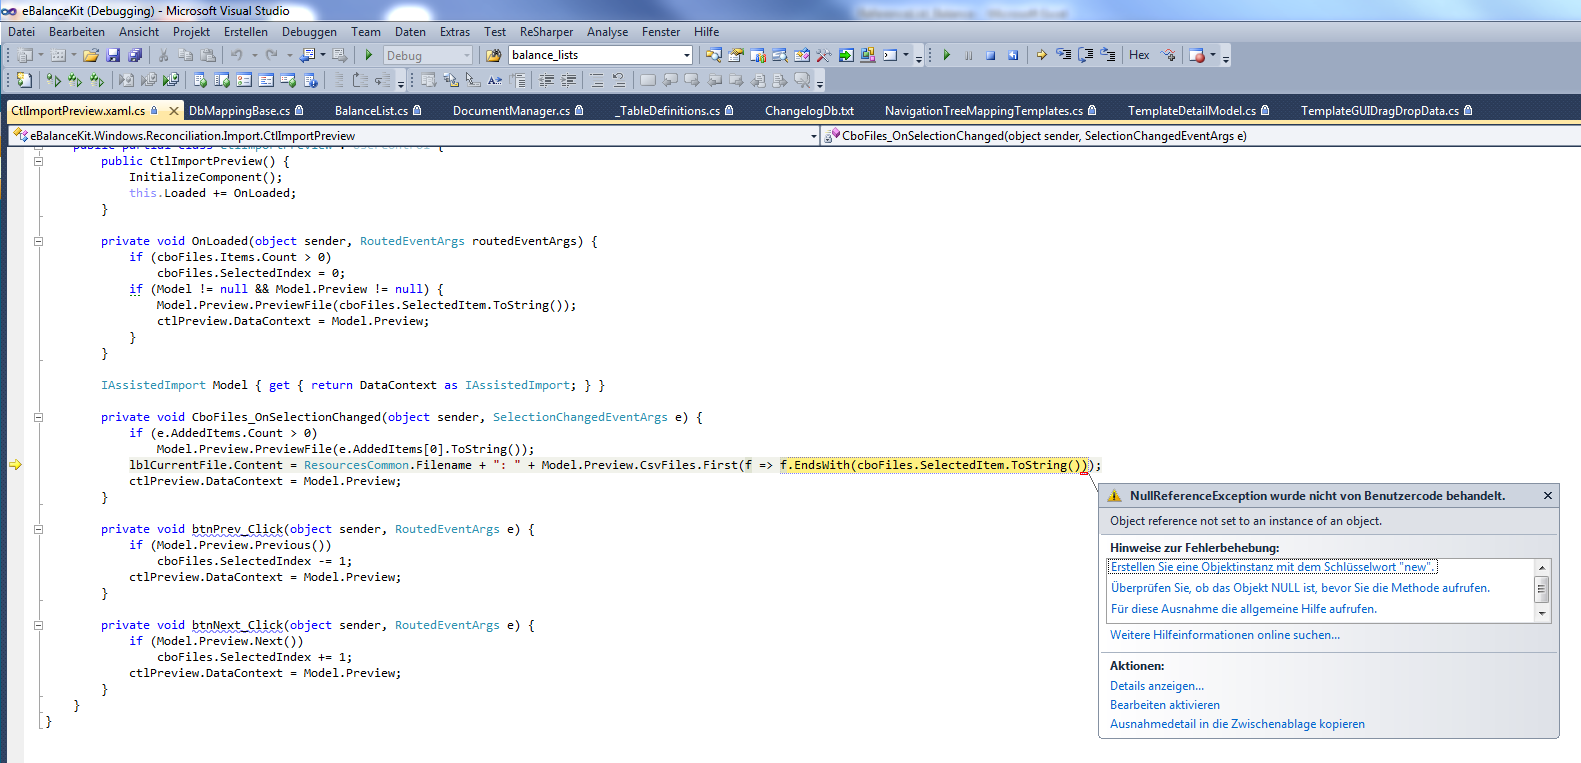 eBalanceKit (Debugging) - Microsoft Visual Studio
Datei Bearbeiten Ansicht Projekt Erstellen Debuggen Team Daten Extras Test ReSharper Analyse Fenster Hilfe
Debug balance_lists Hex
CtlImportPreview.xaml.cs DbMappingBase.cs BalanceList.cs DocumentManager.cs _TableDefinitions.cs ChangelogDb.txt NavigationTreeMappingTemplates.cs TemplateDetailModel.cs TemplateGUIDragDropData.cs
eBalanceKit.Windows.Reconciliation.Import.CtlImportPreview CboFiles_OnSelectionChanged(object sender, SelectionChangedEventArgs e)
public partial class CtlImportPreview : UserControl {
public CtlImportPreview() {
InitializeComponent();
this.Loaded += OnLoaded;
}
private void OnLoaded(object sender, RoutedEventArgs routedEventArgs) {
if (cboFiles.Items.Count > 0)
cboFiles.SelectedIndex = 0;
if (Model != null && Model.Preview != null) {
Model.Preview.PreviewFile(cboFiles.SelectedItem.ToString());
ctlPreview.DataContext = Model.Preview;
}
}
IAssistedImport Model { get { return DataContext as IAssistedImport; } }
private void CboFiles_OnSelectionChanged(object sender, SelectionChangedEventArgs e) {
if (e.AddedItems.Count > 0)
Model.Preview.PreviewFile(e.AddedItems[0].ToString());
lblCurrentFile.Content = ResourcesCommon.Filename + ": " + Model.Preview.CsvFiles.First(f => f.EndsWith(cboFiles.SelectedItem.ToString()));
ctlPreview.DataContext = Model.Preview;
}
private void btnPrev_Click(object sender, RoutedEventArgs e) {
if (Model.Preview.Previous())
cboFiles.SelectedIndex -= 1;
ctlPreview.DataContext = Model.Preview;
}
private void btnNext_Click(object sender, RoutedEventArgs e) {
if (Model.Preview.Next())
cboFiles.SelectedIndex += 1;
ctlPreview.DataContext = Model.Preview;
}
}
}
NullReferenceException wurde nicht von Benutzercode behandelt.
Object reference not set to an instance of an object.
Hinweise zur Fehlerbehebung:
Erstellen Sie eine Objektinstanz mit dem Schlüsselwort "new".
Überprüfen Sie, ob das Objekt NULL ist, bevor Sie die Methode aufrufen.
Für diese Ausnahme die allgemeine Hilfe aufrufen.
Weitere Hilfeinformationen online suchen...
Aktionen:
Details anzeigen...
Bearbeiten aktivieren
Ausnahmedetail in die Zwischenablage kopieren